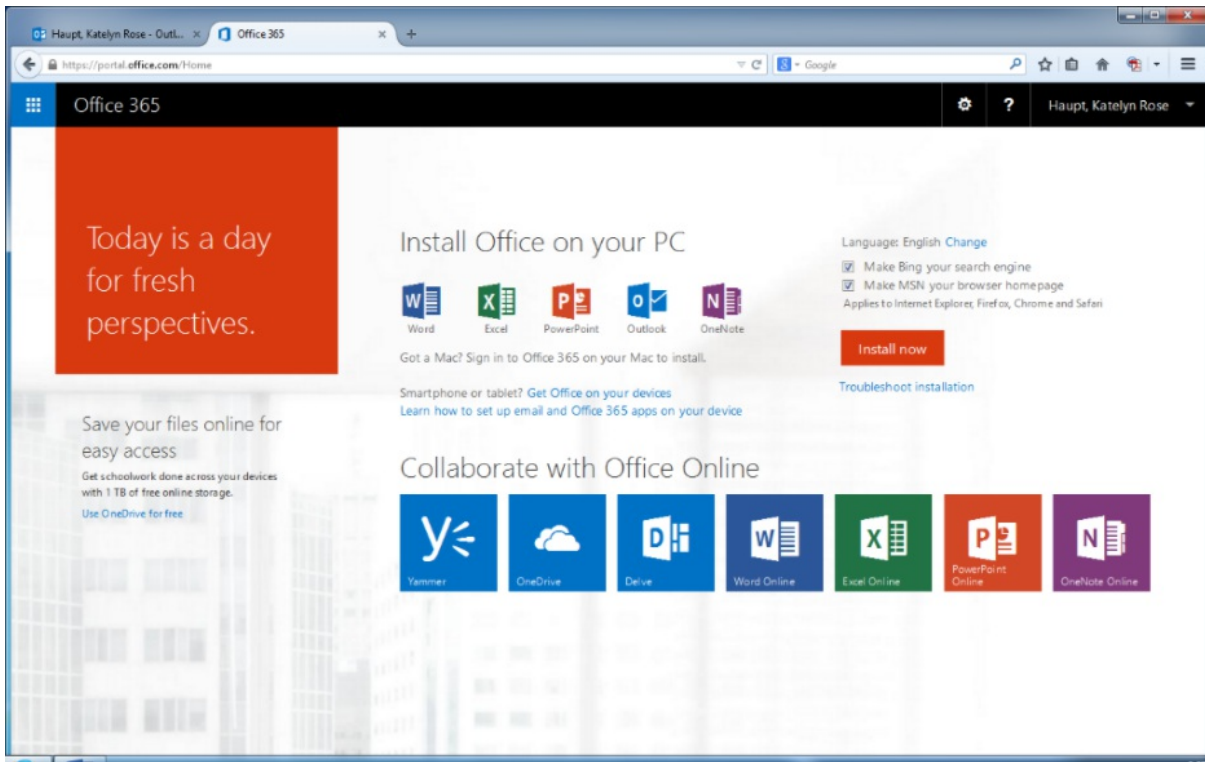 Haupt, Katelyn Rose - Outl...
Office 365
https://portal.office.com/Home
Google
Office 365
?
Haupt, Katelyn Rose
Today is a day
for fresh
perspectives.
Save your files online for
easy access
Get schoolwork done across your devices
with 1 TB of free online storage.
Use OneDrive for free
Install Office on your PC
Word Excel PowerPoint Outlook OneNote
Got a Mac? Sign in to Office 365 on your Mac to install.
Smartphone or tablet? Get Office on your devices
Learn how to set up email and Office 365 apps on your device
Language: English Change
Make Bing your search engine
Make MSN your browser homepage
Applies to Internet Explorer, Firefox, Chrome and Safari
Install now
Troubleshoot installation
Collaborate with Office Online
Yammer
OneDrive
Delve
Word Online
Excel Online
PowerPoint
Online
OneNote Online